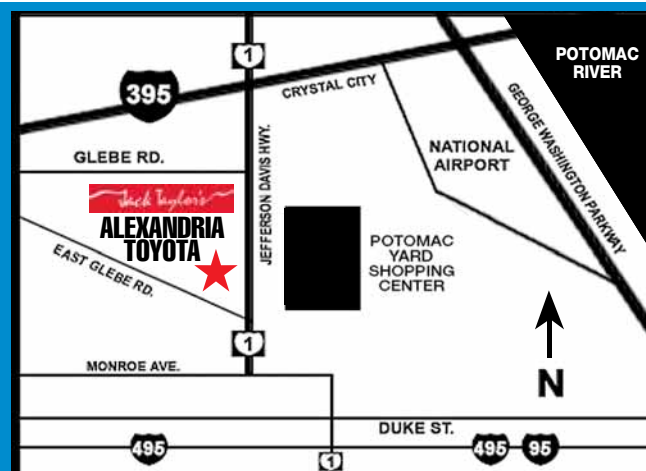 1
POTOMAC
RIVER
395
CRYSTAL CITY
GEORGE WASHINGTON PARKWAY
GLEBE RD.
JEFFERSON DAVIS HWY.
NATIONAL
AIRPORT
Jack Taylor's
ALEXANDRIA
TOYOTA
EAST GLEBE RD.
POTOMAC
YARD
SHOPPING
CENTER
1
MONROE AVE.
N
DUKE ST.
495
1
495
95